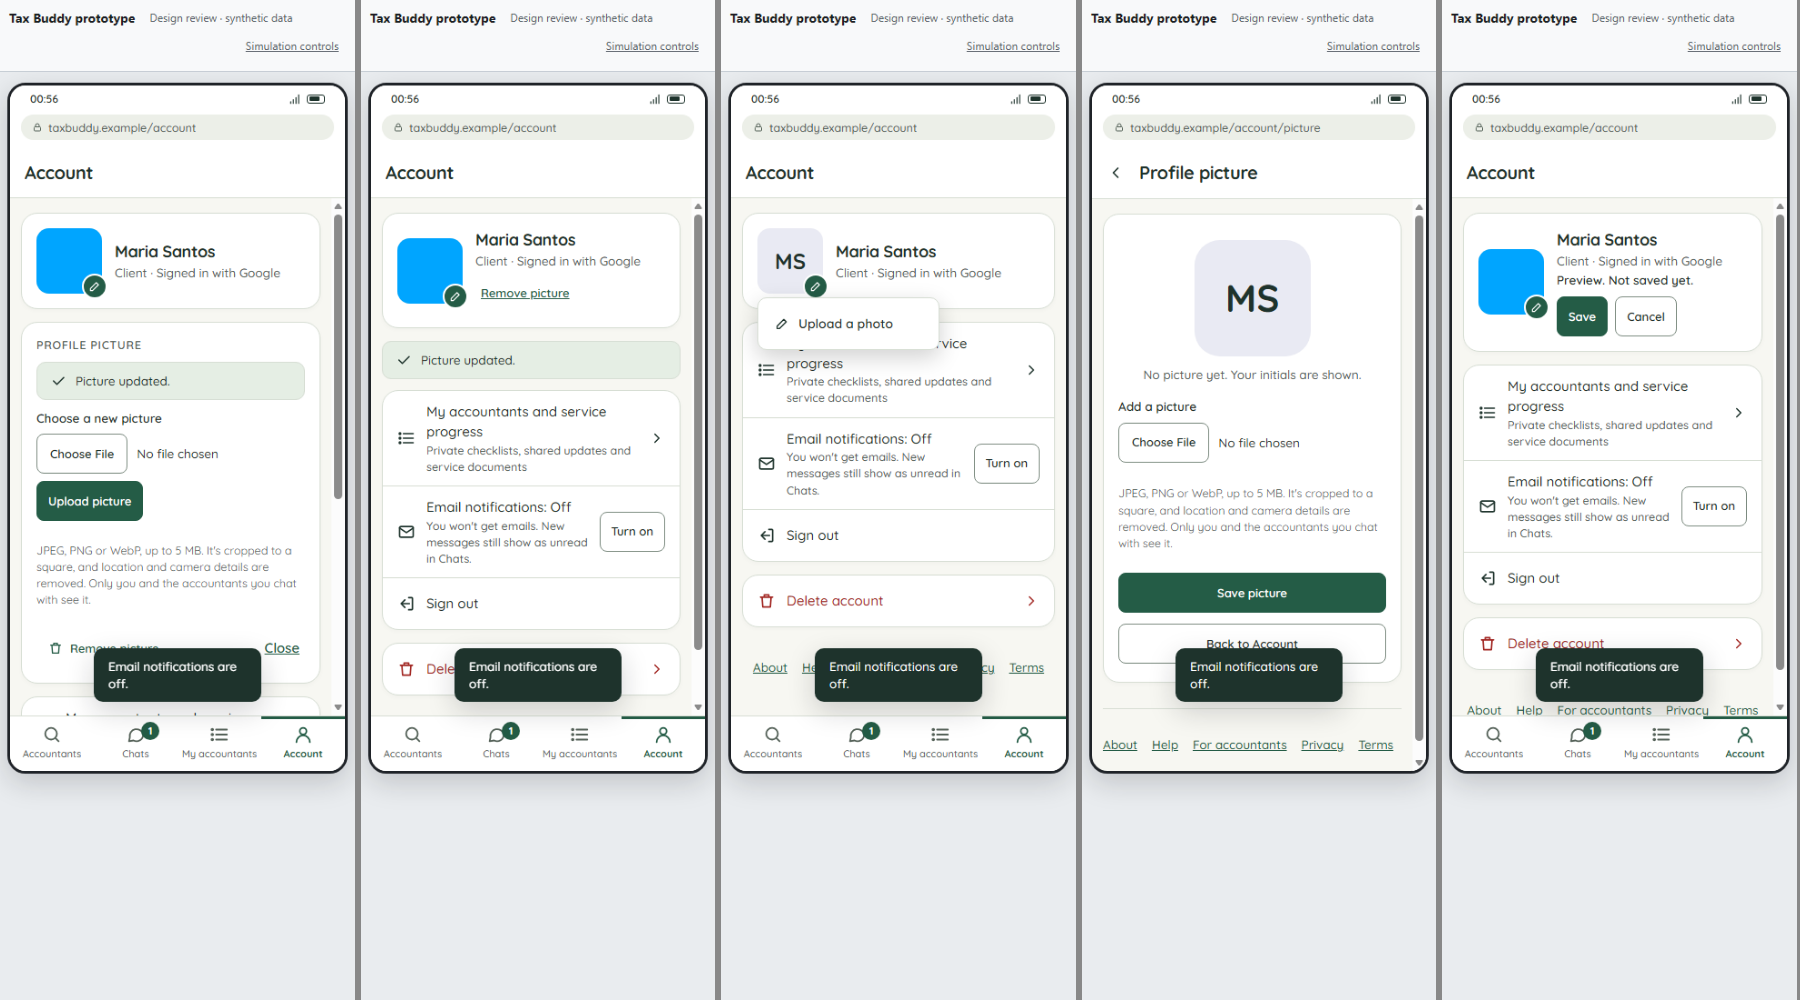 Tax Buddy prototype
Design review · synthetic data
Simulation controls
00:56
taxbuddy.example/account
Account
Maria Santos
Client · Signed in with Google
PROFILE PICTURE
Picture updated.
Choose a new picture
Choose File
No file chosen
Upload picture
JPEG, PNG or WebP, up to 5 MB. It's cropped to a
square, and location and camera details are
removed. Only you and the accountants you chat
with see it.
Remove picture
Close
Email notifications are
off.
Accountants
1
Chats
My accountants
Account
Tax Buddy prototype
Design review · synthetic data
Simulation controls
00:56
taxbuddy.example/account
Account
Maria Santos
Client · Signed in with Google
Remove picture
Picture updated.
My accountants and service
progress
Private checklists, shared updates and
service documents
Email notifications: Off
You won't get emails. New
messages still show as unread
in Chats.
Turn on
Sign out
Dele
Email notifications are
off.
Accountants
1
Chats
My accountants
Account
Tax Buddy prototype
Design review · synthetic data
Simulation controls
00:56
taxbuddy.example/account
Account
MS
Maria Santos
Client · Signed in with Google
Upload a photo
rvice
progress
Private checklists, shared updates and
service documents
Email notifications: Off
You won't get emails. New
messages still show as unread in
Chats.
Turn on
Sign out
Delete account
About
He
cy
Terms
Email notifications are
off.
Accountants
1
Chats
My accountants
Account
Tax Buddy prototype
Design review · synthetic data
Simulation controls
00:56
taxbuddy.example/account/picture
Profile picture
MS
No picture yet. Your initials are shown.
Add a picture
Choose File
No file chosen
JPEG, PNG or WebP, up to 5 MB. It's cropped to a
square, and location and camera details are
removed. Only you and the accountants you chat
with see it.
Save picture
Back to Account
Email notifications are
off.
About
Help
For accountants
Privacy
Terms
Tax Buddy prototype
Design review · synthetic data
Simulation controls
00:56
taxbuddy.example/account
Account
Maria Santos
Client · Signed in with Google
Preview. Not saved yet.
Save
Cancel
My accountants and service
progress
Private checklists, shared updates and
service documents
Email notifications: Off
You won't get emails. New
messages still show as unread
in Chats.
Turn on
Sign out
Delete account
Email notifications are
off.
About
Help
For accountants
Privacy
Terms
Accountants
1
Chats
My accountants
Account